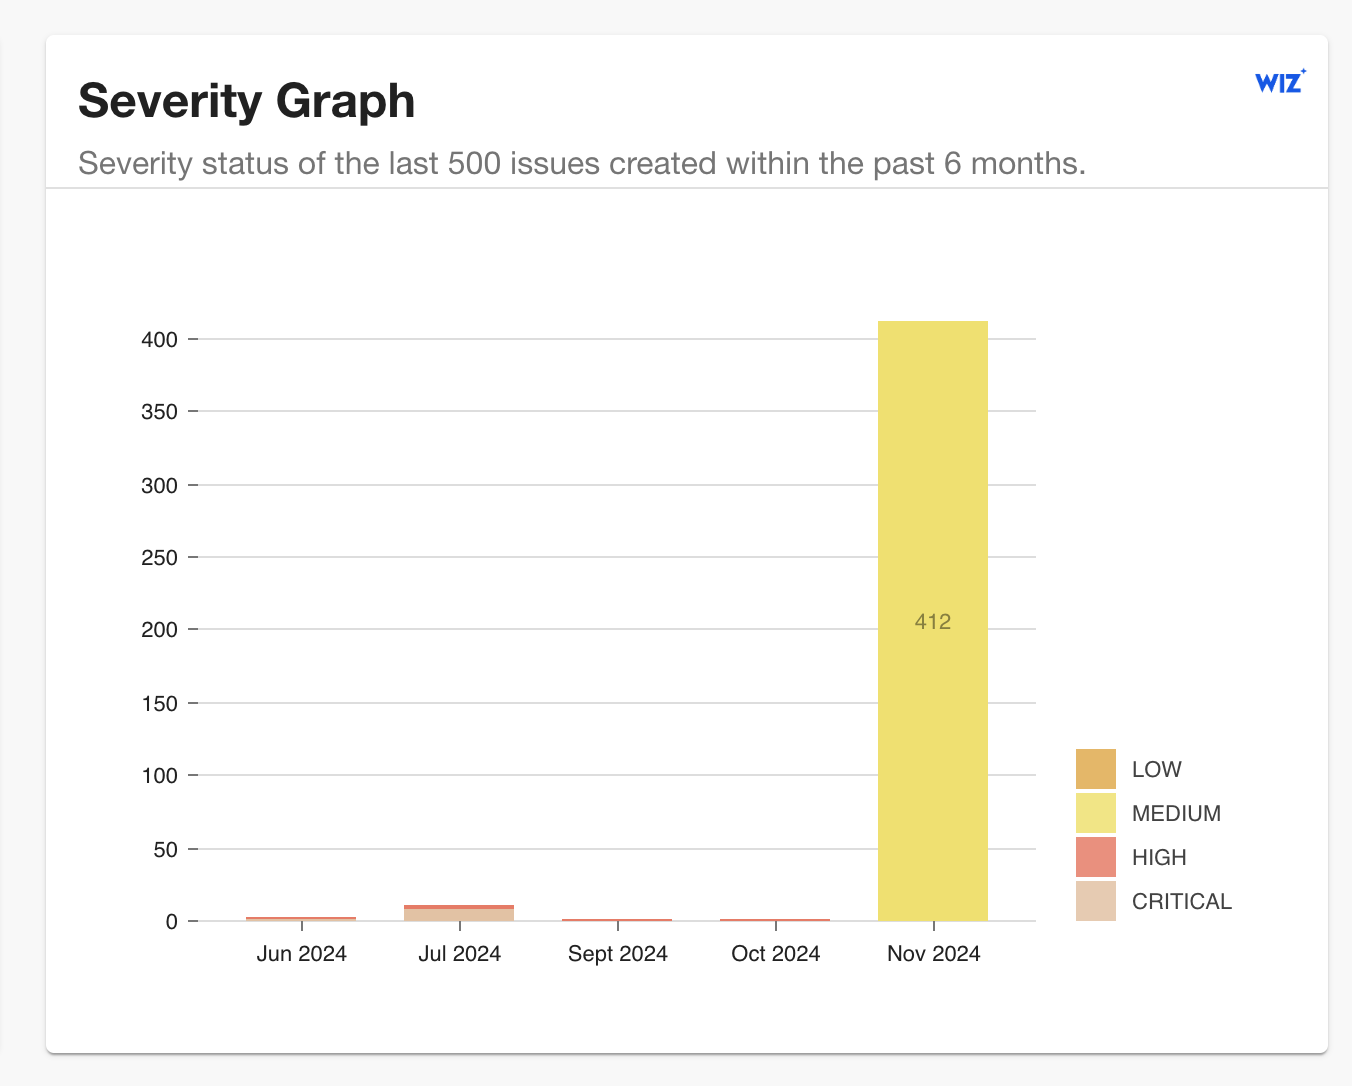 Severity Graph
WIZ
Severity status of the last 500 issues created within the past 6 months.
400
350
300
250
200
150
100
50
0
412
Jun 2024
Jul 2024
Sept 2024
Oct 2024
Nov 2024
LOW
MEDIUM
HIGH
CRITICAL